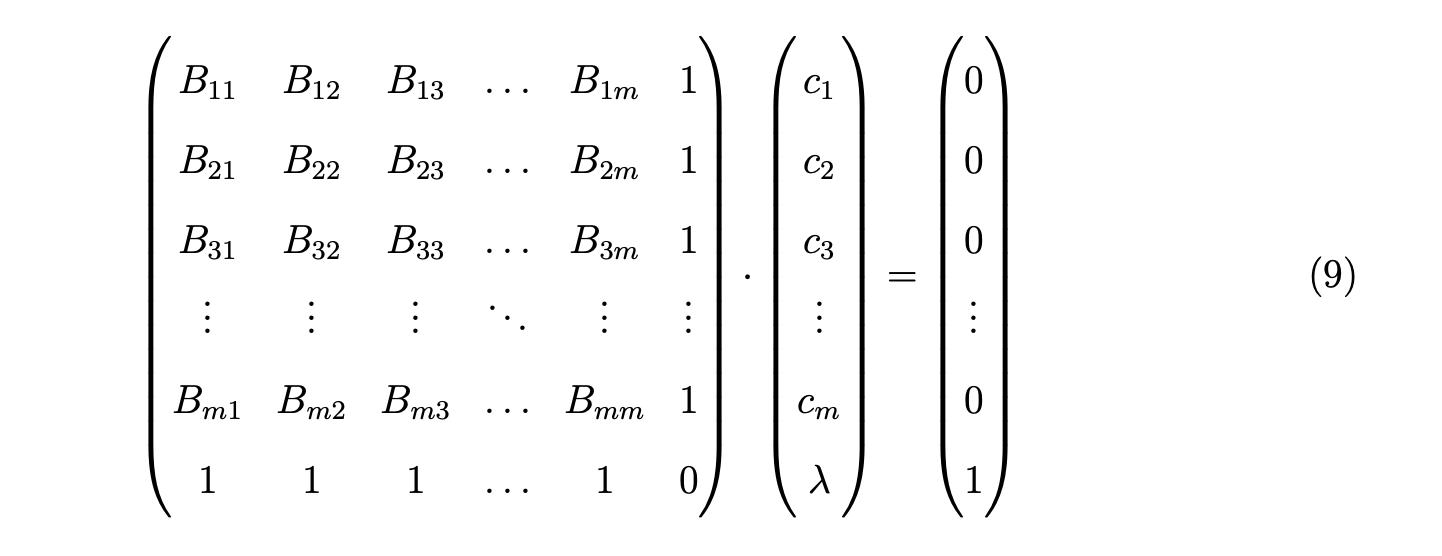 B₁₁ B₁₂ B₁₃ … B₁ₘ 1 c₁ 0
B₂₁ B₂₂ B₂₃ … B₂ₘ 1 c₂ 0
B₃₁ B₃₂ B₃₃ … B₃ₘ 1 c₃ 0
⋮ ⋮ ⋮ ⋱ ⋮ ⋮ · ⋮ = ⋮ (9)
Bₘ₁ Bₘ₂ Bₘ₃ … Bₘₘ 1 cₘ 0
1 1 1 … 1 0 λ 1